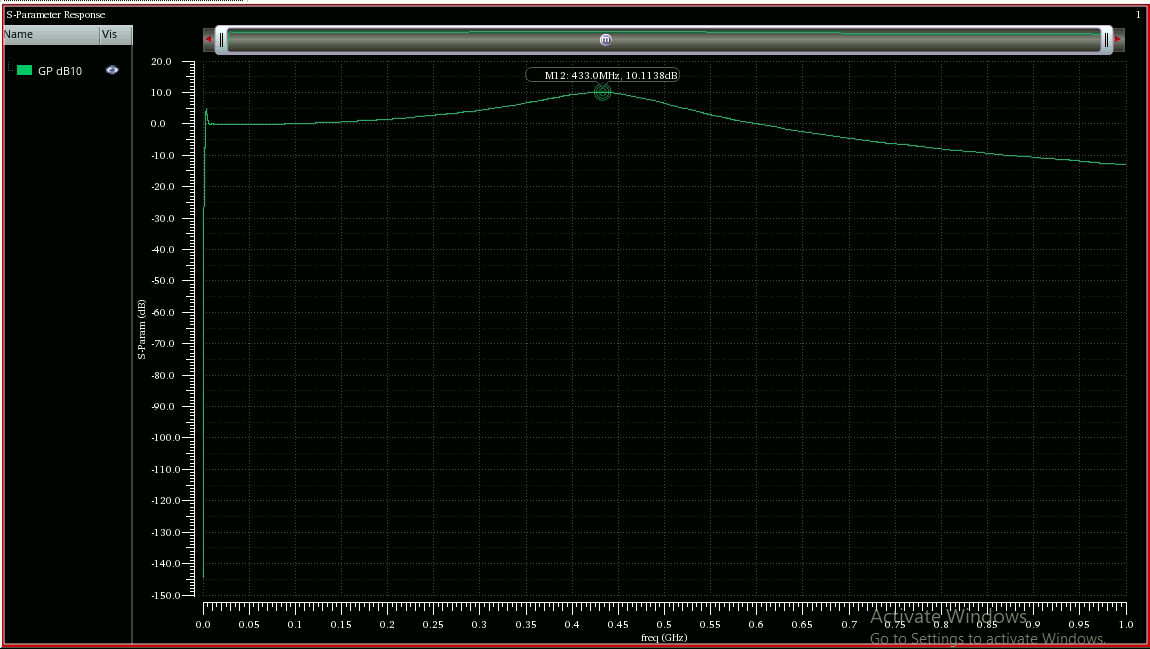 S-Parameter Response
1
Name Vis
GP dB10
m
M12: 433.0MHz, 10.1138dB
20.0
10.0
0.0
-10.0
-20.0
-30.0
-40.0
-50.0
-60.0
-70.0
-80.0
-90.0
-100.0
-110.0
-120.0
-130.0
-140.0
-150.0
S-Param (dB)
0.0 0.05 0.1 0.15 0.2 0.25 0.3 0.35 0.4 0.45 0.5 0.55 0.6 0.65 0.7 0.75 0.8 0.85 0.9 0.95 1.0
freq (GHz)
Activate Windows
Go to Settings to activate Windows.